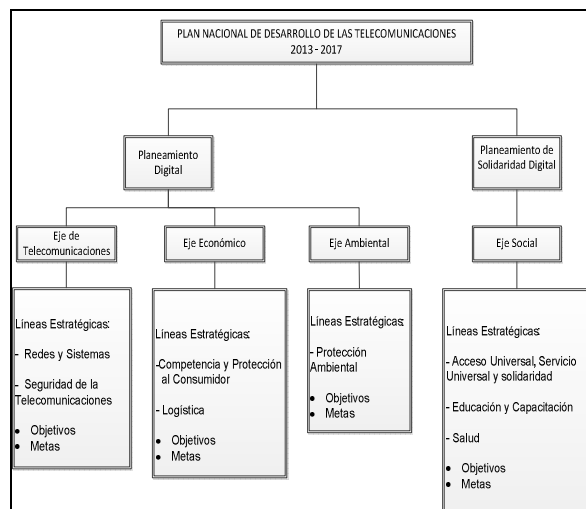 PLAN NACIONAL DE DESARROLLO DE LAS TELECOMUNICACIONES
2013 - 2017
Planeamiento
Digital
Planeamiento de
Solidaridad Digital
Eje de
Telecomunicaciones
Eje Económico
Eje Ambiental
Eje Social
Líneas Estratégicas:
- Redes y Sistemas
- Seguridad de la
Telecomunicaciones
• Objetivos
• Metas
Líneas Estratégicas:
-Competencia y Protección
al Consumidor
- Logística
• Objetivos
• Metas
Líneas Estratégicas:
- Protección
Ambiental
• Objetivos
• Metas
Líneas Estratégicas:
- Acceso Universal, Servicio
Universal y solidaridad
- Educación y Capacitación
- Salud
• Objetivos
• Metas